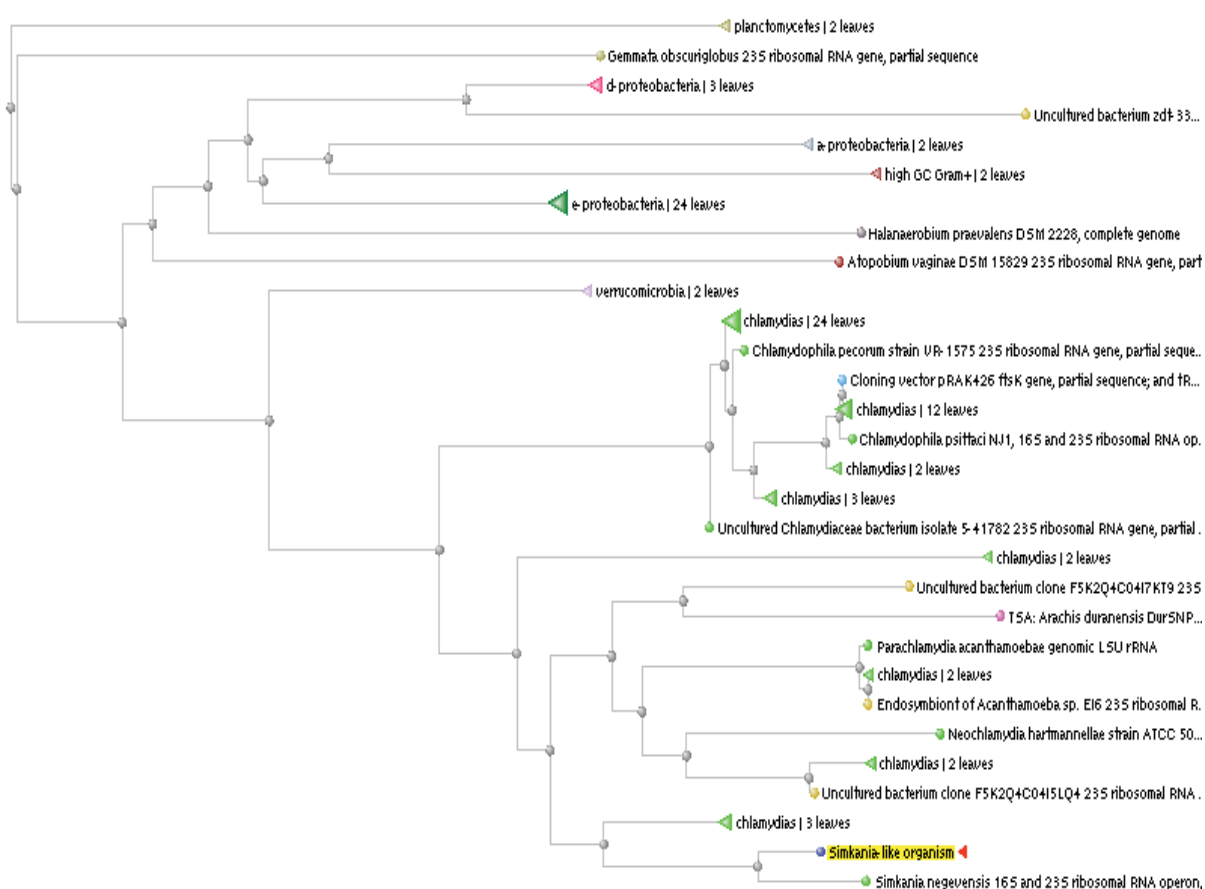 planctomycetes | 2 leaves
Gemmata obscuriglobus 23S ribosomal RNA gene, partial sequence
d-proteobacteria | 3 leaves
Uncultured bacterium zdt-33...
a-proteobacteria | 2 leaves
high GC Gram+ | 2 leaves
e-proteobacteria | 24 leaves
Halanaerobium praevalens DSM 2228, complete genome
Atopobium vaginae DSM 15829 23S ribosomal RNA gene, part
verrucomicrobia | 2 leaves
chlamydias | 24 leaves
Chlamydophila pecorum strain VR-1575 23S ribosomal RNA gene, partial seque..
Cloning vector pRAK426 ftsK gene, partial sequence; and tR...
chlamydias | 12 leaves
Chlamydophila psittaci NJ1, 16S and 23S ribosomal RNA op.
chlamydias | 2 leaves
chlamydias | 3 leaves
Uncultured Chlamydiaceae bacterium isolate S-41782 23S ribosomal RNA gene, partial .
chlamydias | 2 leaves
Uncultured bacterium clone F5K2Q4C04I7KT9 23S
TSA: Arachis duranensis DurSNP...
Parachlamydia acanthamoebae genomic LSU rRNA
chlamydias | 2 leaves
Endosymbiont of Acanthamoeba sp. EI6 23S ribosomal R.
Neochlamydia hartmannellae strain ATCC 50...
chlamydias | 2 leaves
Uncultured bacterium clone F5K2Q4C04I5LQ4 23S ribosomal RNA .
chlamydias | 3 leaves
Simkania-like organism
Simkania negevensis 16S and 23S ribosomal RNA operon,